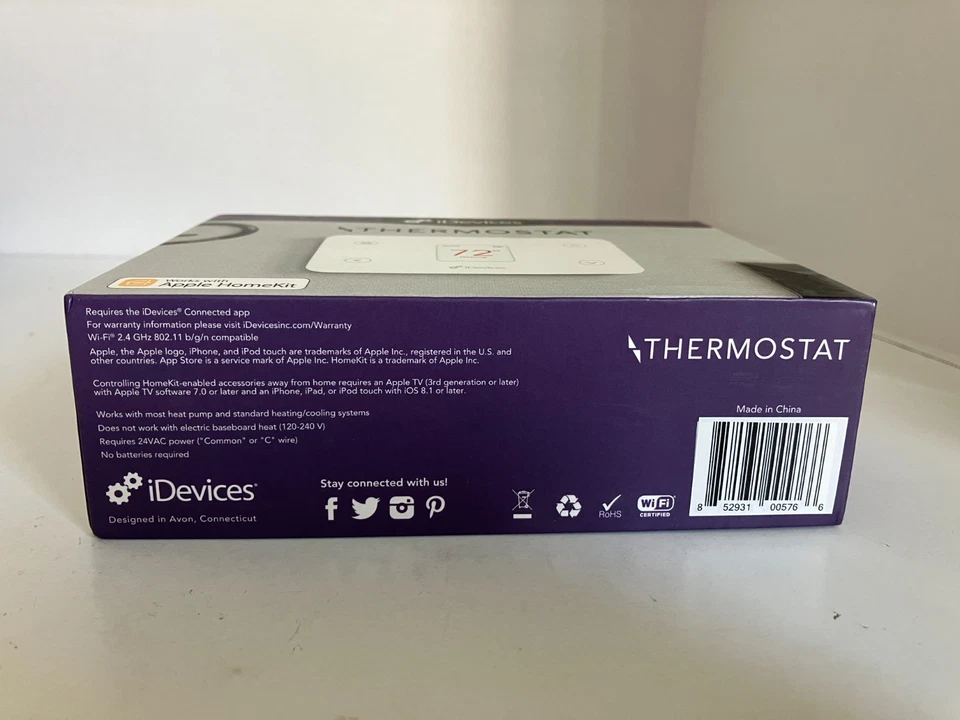 iDevices
THERMOSTAT
72
iDevices
Works with
Apple HomeKit
Requires the iDevices® Connected app
For warranty information please visit iDevicesinc.com/Warranty
Wi-Fi® 2.4 GHz 802.11 b/g/n compatible
Apple, the Apple logo, iPhone, and iPod touch are trademarks of Apple Inc., registered in the U.S. and
other countries. App Store is a service mark of Apple Inc. HomeKit is a trademark of Apple Inc.
Controlling HomeKit-enabled accessories away from home requires an Apple TV (3rd generation or later)
with Apple TV software 7.0 or later and an iPhone, iPad, or iPod touch with iOS 8.1 or later.
Works with most heat pump and standard heating/cooling systems
Does not work with electric baseboard heat (120-240 V)
Requires 24VAC power ("Common" or "C" wire)
No batteries required
iDevices®
Designed in Avon, Connecticut
Stay connected with us!
RoHS
Wi Fi
CERTIFIED
THERMOSTAT
Made in China
8 52931 00576 6